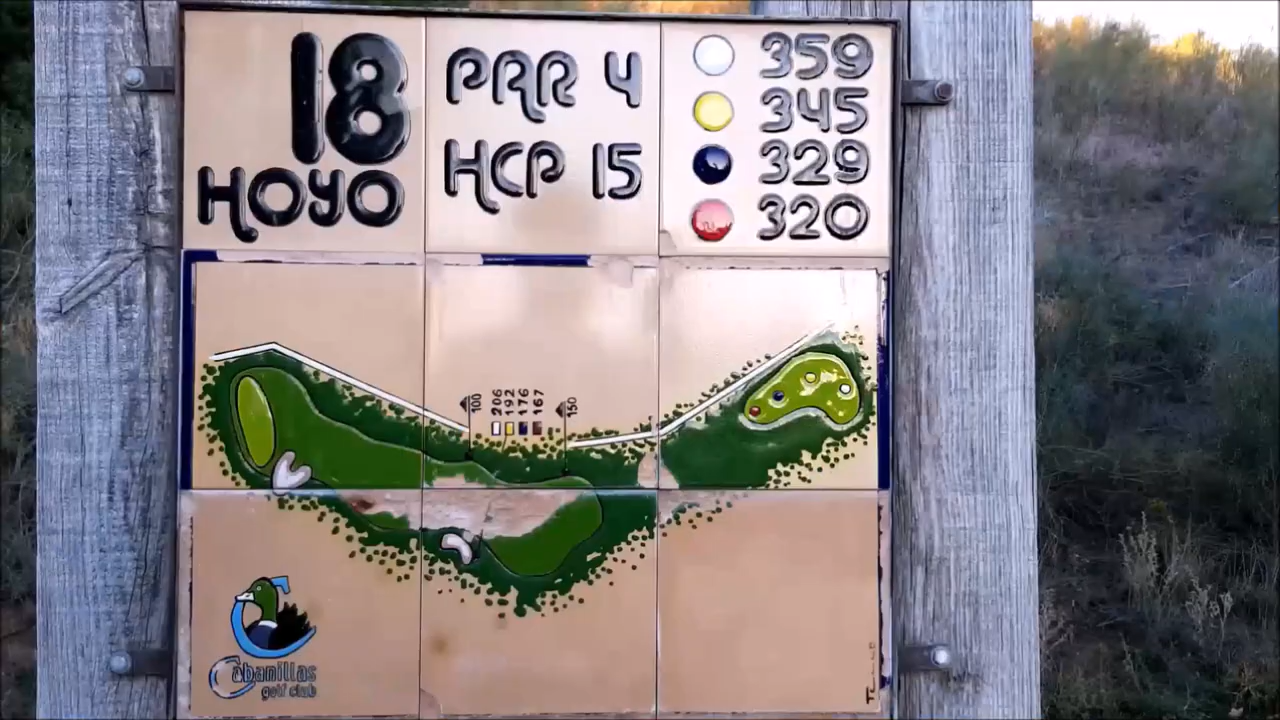 18
HOYO
PAR 4
HCP 15
359
345
329
320
100
206
192
176
167
150
Cabanillas
golf club